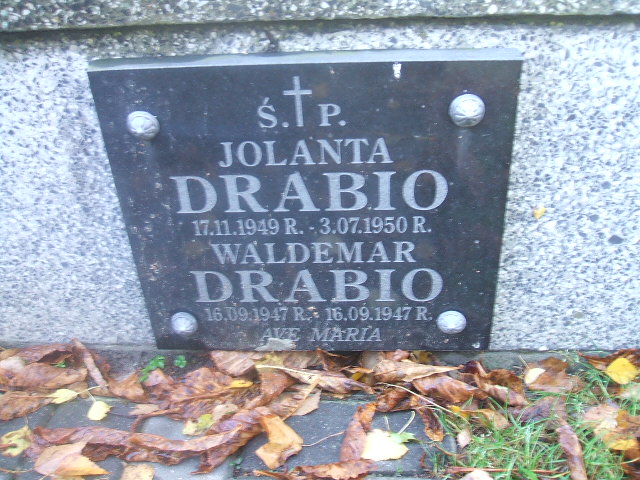 Ś. P.
JOLANTA
DRABIO
17.11.1949 R. - 3.07.1950 R.
WALDEMAR
DRABIO
16.09.1947 R. 16.09.1947 R.
AVE MARIA